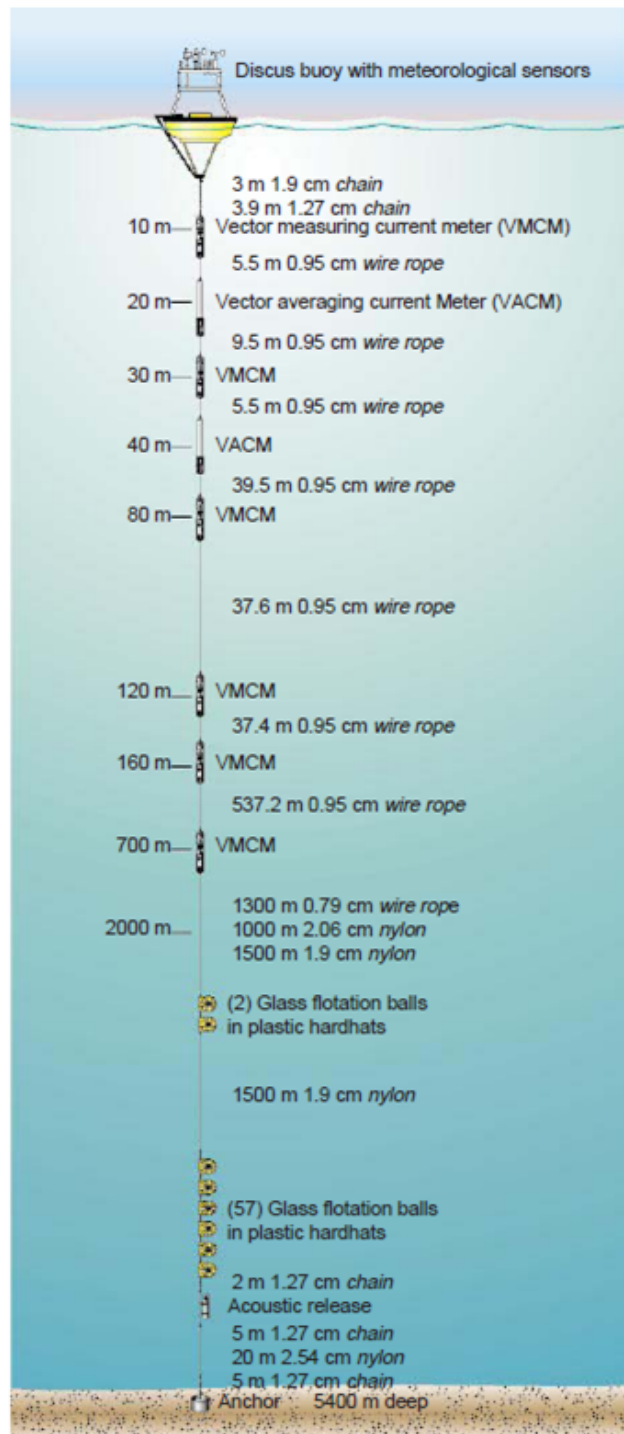 Discus buoy with meteorological sensors
3 m 1.9 cm chain
3.9 m 1.27 cm chain
10 m Vector measuring current meter (VMCM)
5.5 m 0.95 cm wire rope
20 m Vector averaging current Meter (VACM)
9.5 m 0.95 cm wire rope
30 m VMCM
5.5 m 0.95 cm wire rope
40 m VACM
39.5 m 0.95 cm wire rope
80 m VMCM
37.6 m 0.95 cm wire rope
120 m VMCM
37.4 m 0.95 cm wire rope
160 m VMCM
537.2 m 0.95 cm wire rope
700 m VMCM
1300 m 0.79 cm wire rope
2000 m 1000 m 2.06 cm nylon
1500 m 1.9 cm nylon
(2) Glass flotation balls
in plastic hardhats
1500 m 1.9 cm nylon
(57) Glass flotation balls
in plastic hardhats
2 m 1.27 cm chain
Acoustic release
5 m 1.27 cm chain
20 m 2.54 cm nylon
5 m 1.27 cm chain
Anchor 5400 m deep